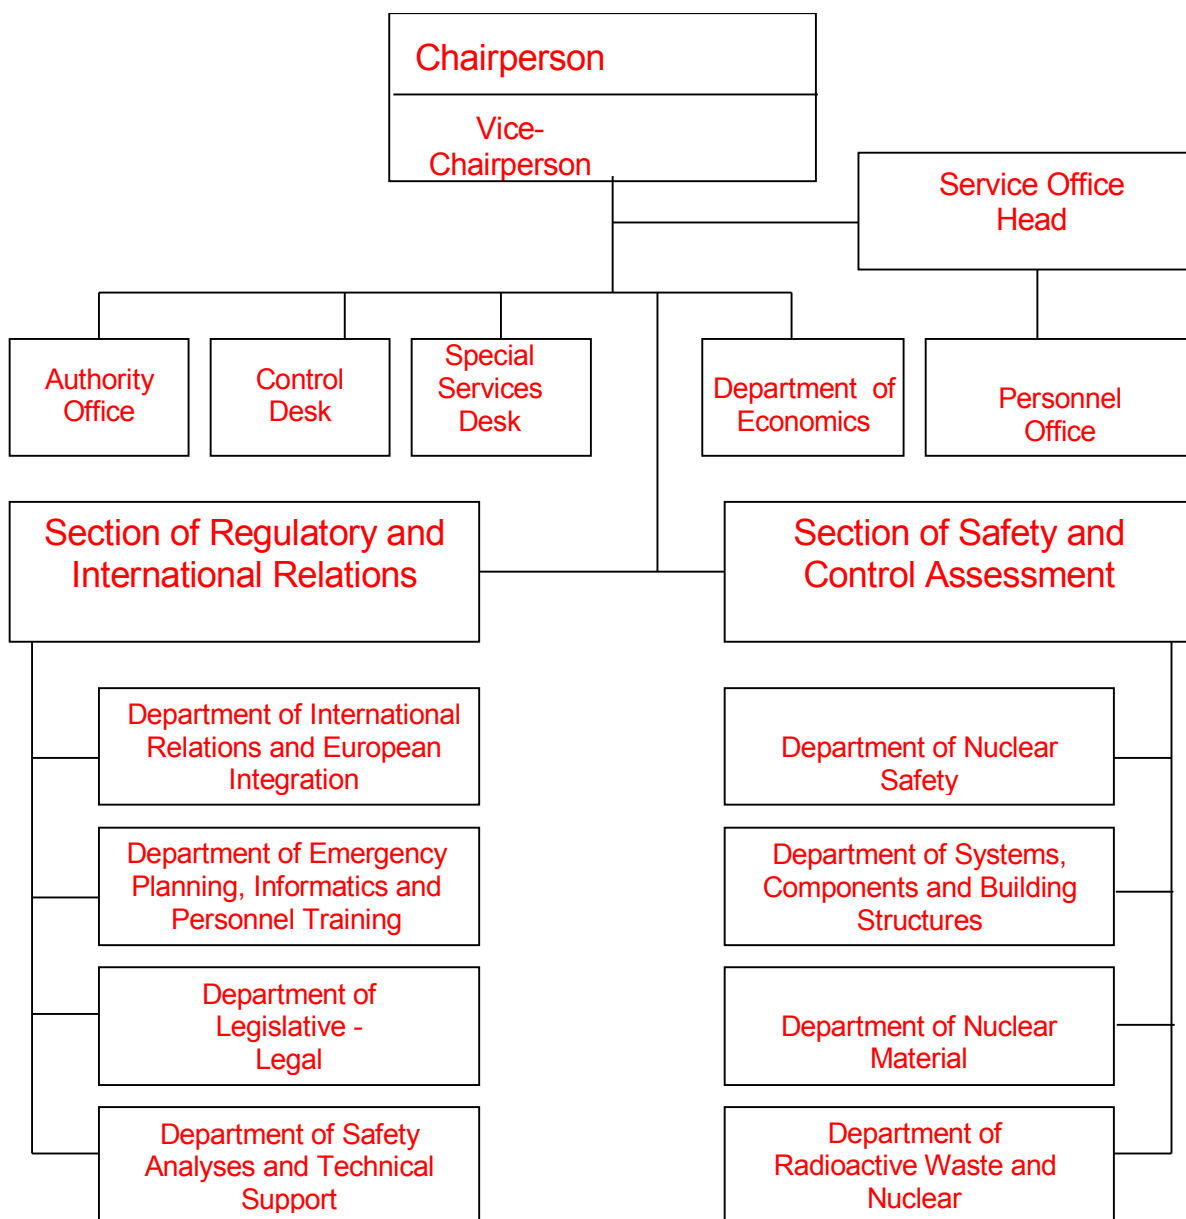 Chairperson
Vice-
Chairperson
Service Office
Head
Authority
Office
Control
Desk
Special
Services
Desk
Department of
Economics
Personnel
Office
Section of Regulatory and
International Relations
Section of Safety and
Control Assessment
Department of International
Relations and European
Integration
Department of Nuclear
Safety
Department of Emergency
Planning, Informatics and
Personnel Training
Department of Systems,
Components and Building
Structures
Department of
Legislative -
Legal
Department of Nuclear
Material
Department of Safety
Analyses and Technical
Support
Department of
Radioactive Waste and
Nuclear